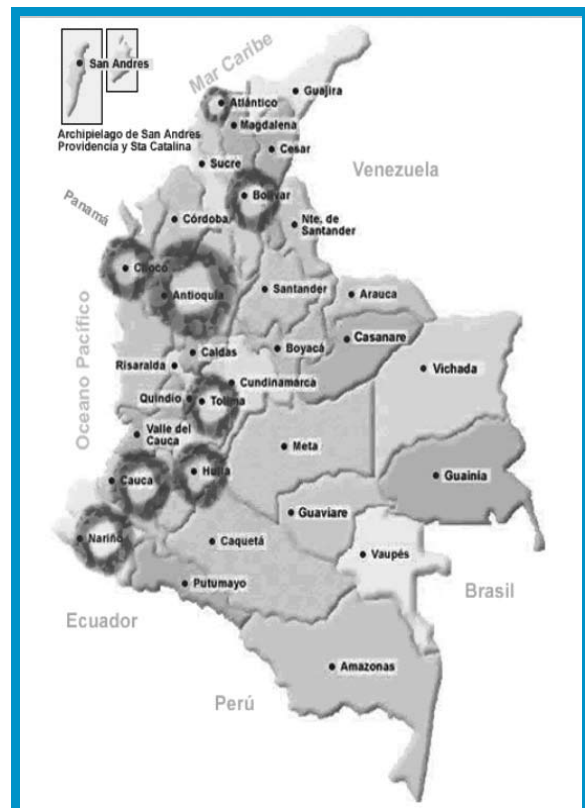 San Andres
Archipielago de San Andres
Providencia y Sta Catalina
Mar Caribe
Guajira
Atlántico
Magdalena
Cesar
Sucre
Venezuela
Bolívar
Panamá
Córdoba
Nte. de
Santander
Chocó
Antioquia
Santander
Arauca
Oceano Pacífico
Caldas
Boyacá
Casanare
Risaralda
Cundinamarca
Vichada
Quindío
Tolima
Valle del
Cauca
Meta
Cauca
Huila
Guainia
Guaviare
Nariño
Caquetá
Vaupés
Putumayo
Brasil
Ecuador
Amazonas
Perú